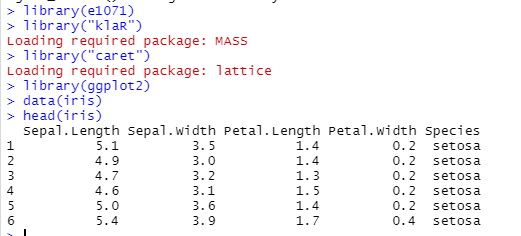 > library(e1071)
> library("klaR")
Loading required package: MASS
> library("caret")
Loading required package: lattice
> library(ggplot2)
> data(iris)
> head(iris)
  Sepal.Length Sepal.Width Petal.Length Petal.Width Species
1          5.1         3.5          1.4         0.2  setosa
2          4.9         3.0          1.4         0.2  setosa
3          4.7         3.2          1.3         0.2  setosa
4          4.6         3.1          1.5         0.2  setosa
5          5.0         3.6          1.4         0.2  setosa
6          5.4         3.9          1.7         0.4  setosa
>